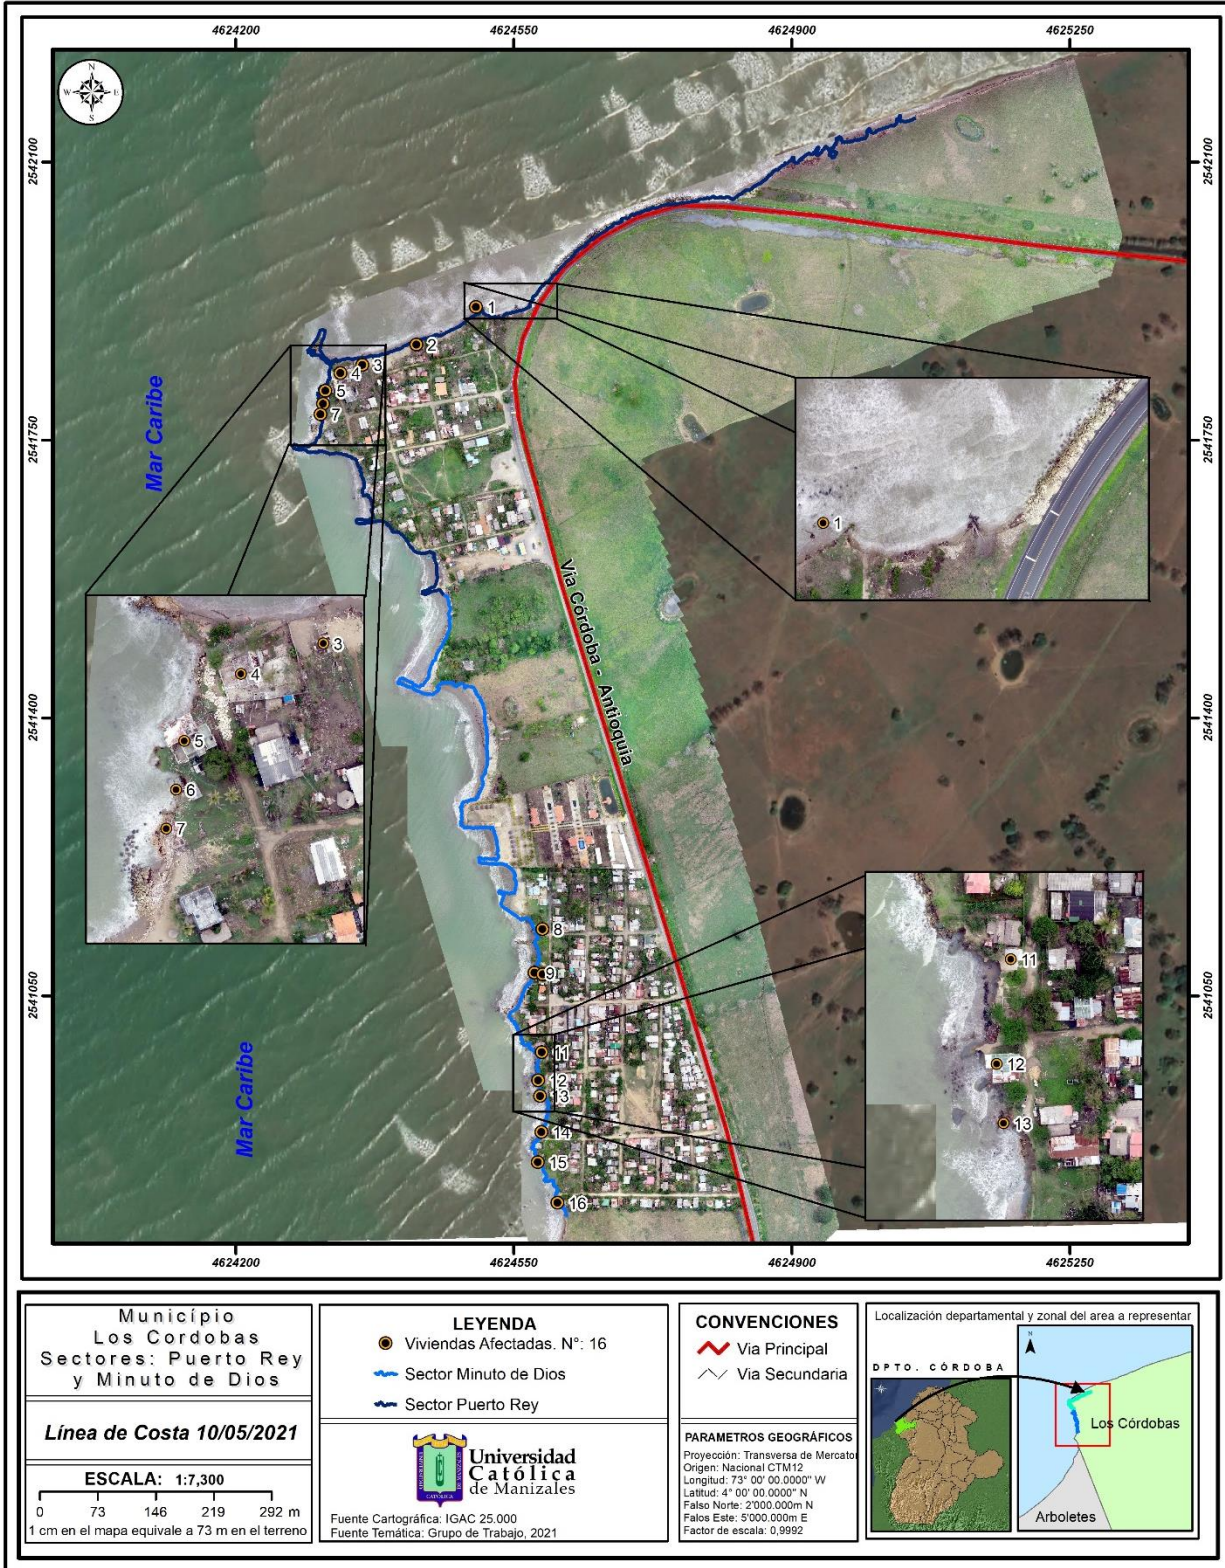 4624200
4624550
4624900
4625250
2542100
2542100
N
W
E
S
1
2
3
4
5
7
1
2541750
2541750
Mar Caribe
Vía Córdoba - Antioquia
3
4
5
6
7
2541400
2541400
8
9
11
12
13
14
15
16
11
12
13
2541050
2541050
Mar Caribe
4624200
4624550
4624900
4625250
Município
Los Cordobas
Sectores: Puerto Rey
y Minuto de Dios
Línea de Costa 10/05/2021
ESCALA: 1:7,300
0 73 146 219 292 m
1 cm en el mapa equivale a 73 m en el terreno
LEYENDA
Viviendas Afectadas. N°: 16
Sector Minuto de Dios
Sector Puerto Rey
Universidad
Católica
de Manizales
Fuente Cartográfica: IGAC 25.000
Fuente Temática: Grupo de Trabajo, 2021
CONVENCIONES
Via Principal
Via Secundaria
PARAMETROS GEOGRÁFICOS
Proyección: Transversa de Mercator
Origen: Nacional CTM12
Longitud: 73° 00' 00.0000" W
Latitud: 4° 00' 00.0000" N
Falso Norte: 2'000.000m N
Falos Este: 5'000.000m E
Factor de escala: 0,9992
Localización departamental y zonal del area a representar
DPTO. CÓRDOBA
N
Los Córdobas
Arboletes